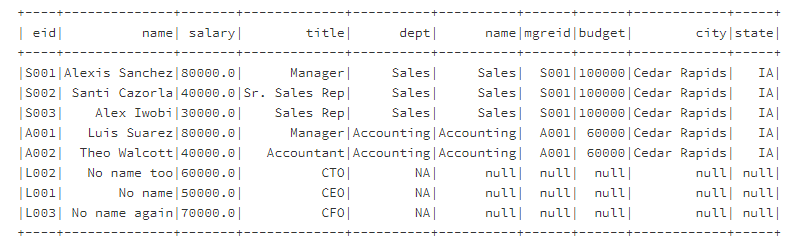 +----+--------------+-------+-------------+----------+----------+------+------+------------+-----+
| eid|          name| salary|        title|      dept|      name|mgreid|budget|        city|state|
+----+--------------+-------+-------------+----------+----------+------+------+------------+-----+
|S001|Alexis Sanchez|80000.0|      Manager|     Sales|     Sales|  S001|100000|Cedar Rapids|   IA|
|S002|  Santi Cazorla|40000.0|Sr. Sales Rep|     Sales|     Sales|  S001|100000|Cedar Rapids|   IA|
|S003|    Alex Iwobi|30000.0|    Sales Rep|     Sales|     Sales|  S001|100000|Cedar Rapids|   IA|
|A001|   Luis Suarez|80000.0|      Manager|Accounting|Accounting|  A001| 60000|Cedar Rapids|   IA|
|A002|  Theo Walcott|40000.0|   Accountant|Accounting|Accounting|  A001| 60000|Cedar Rapids|   IA|
|L002|   No name too|60000.0|          CTO|        NA|      null|  null|  null|        null| null|
|L001|       No name|50000.0|          CEO|        NA|      null|  null|  null|        null| null|
|L003| No name again|70000.0|          CFO|        NA|      null|  null|  null|        null| null|
+----+--------------+-------+-------------+----------+----------+------+------+------------+-----+